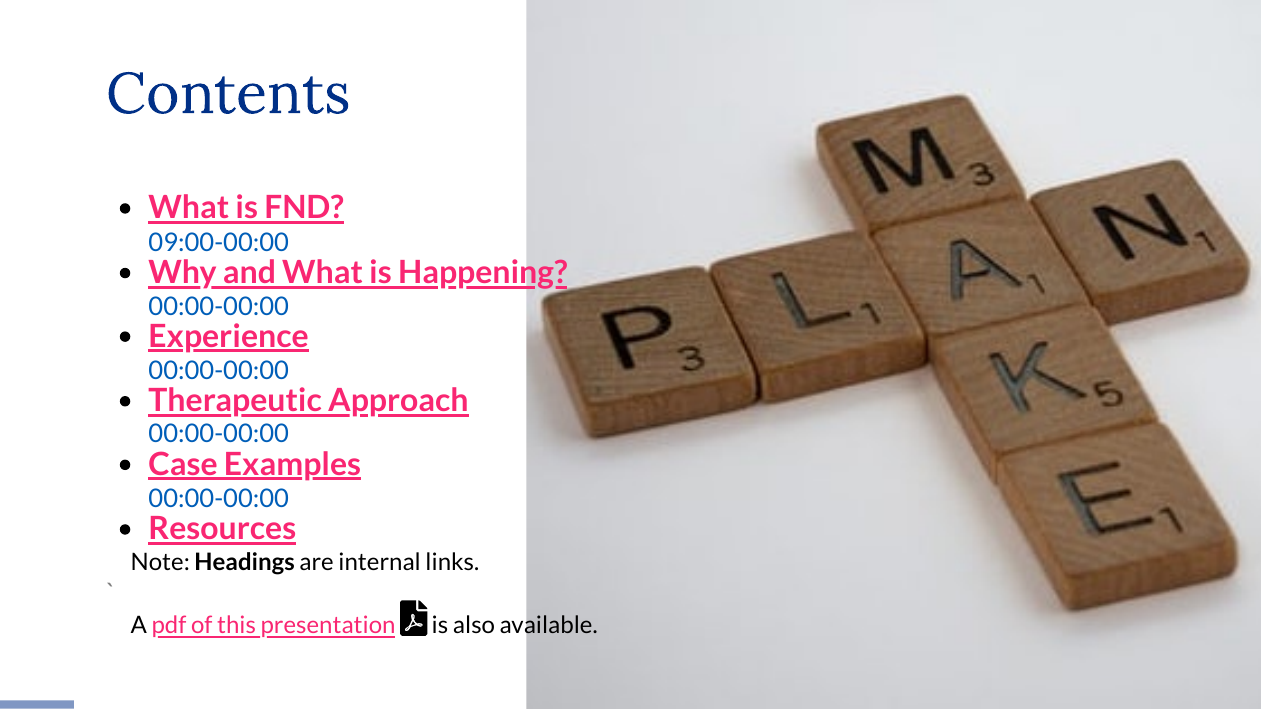 Contents
What is FND?
09:00-00:00
Why and What is Happening?
00:00-00:00
Experience
00:00-00:00
Therapeutic Approach
00:00-00:00
Case Examples
00:00-00:00
Resources
Note: Headings are internal links.
`
A pdf of this presentation is also available.
M3
P3 L1 A1 N1
K5
E1